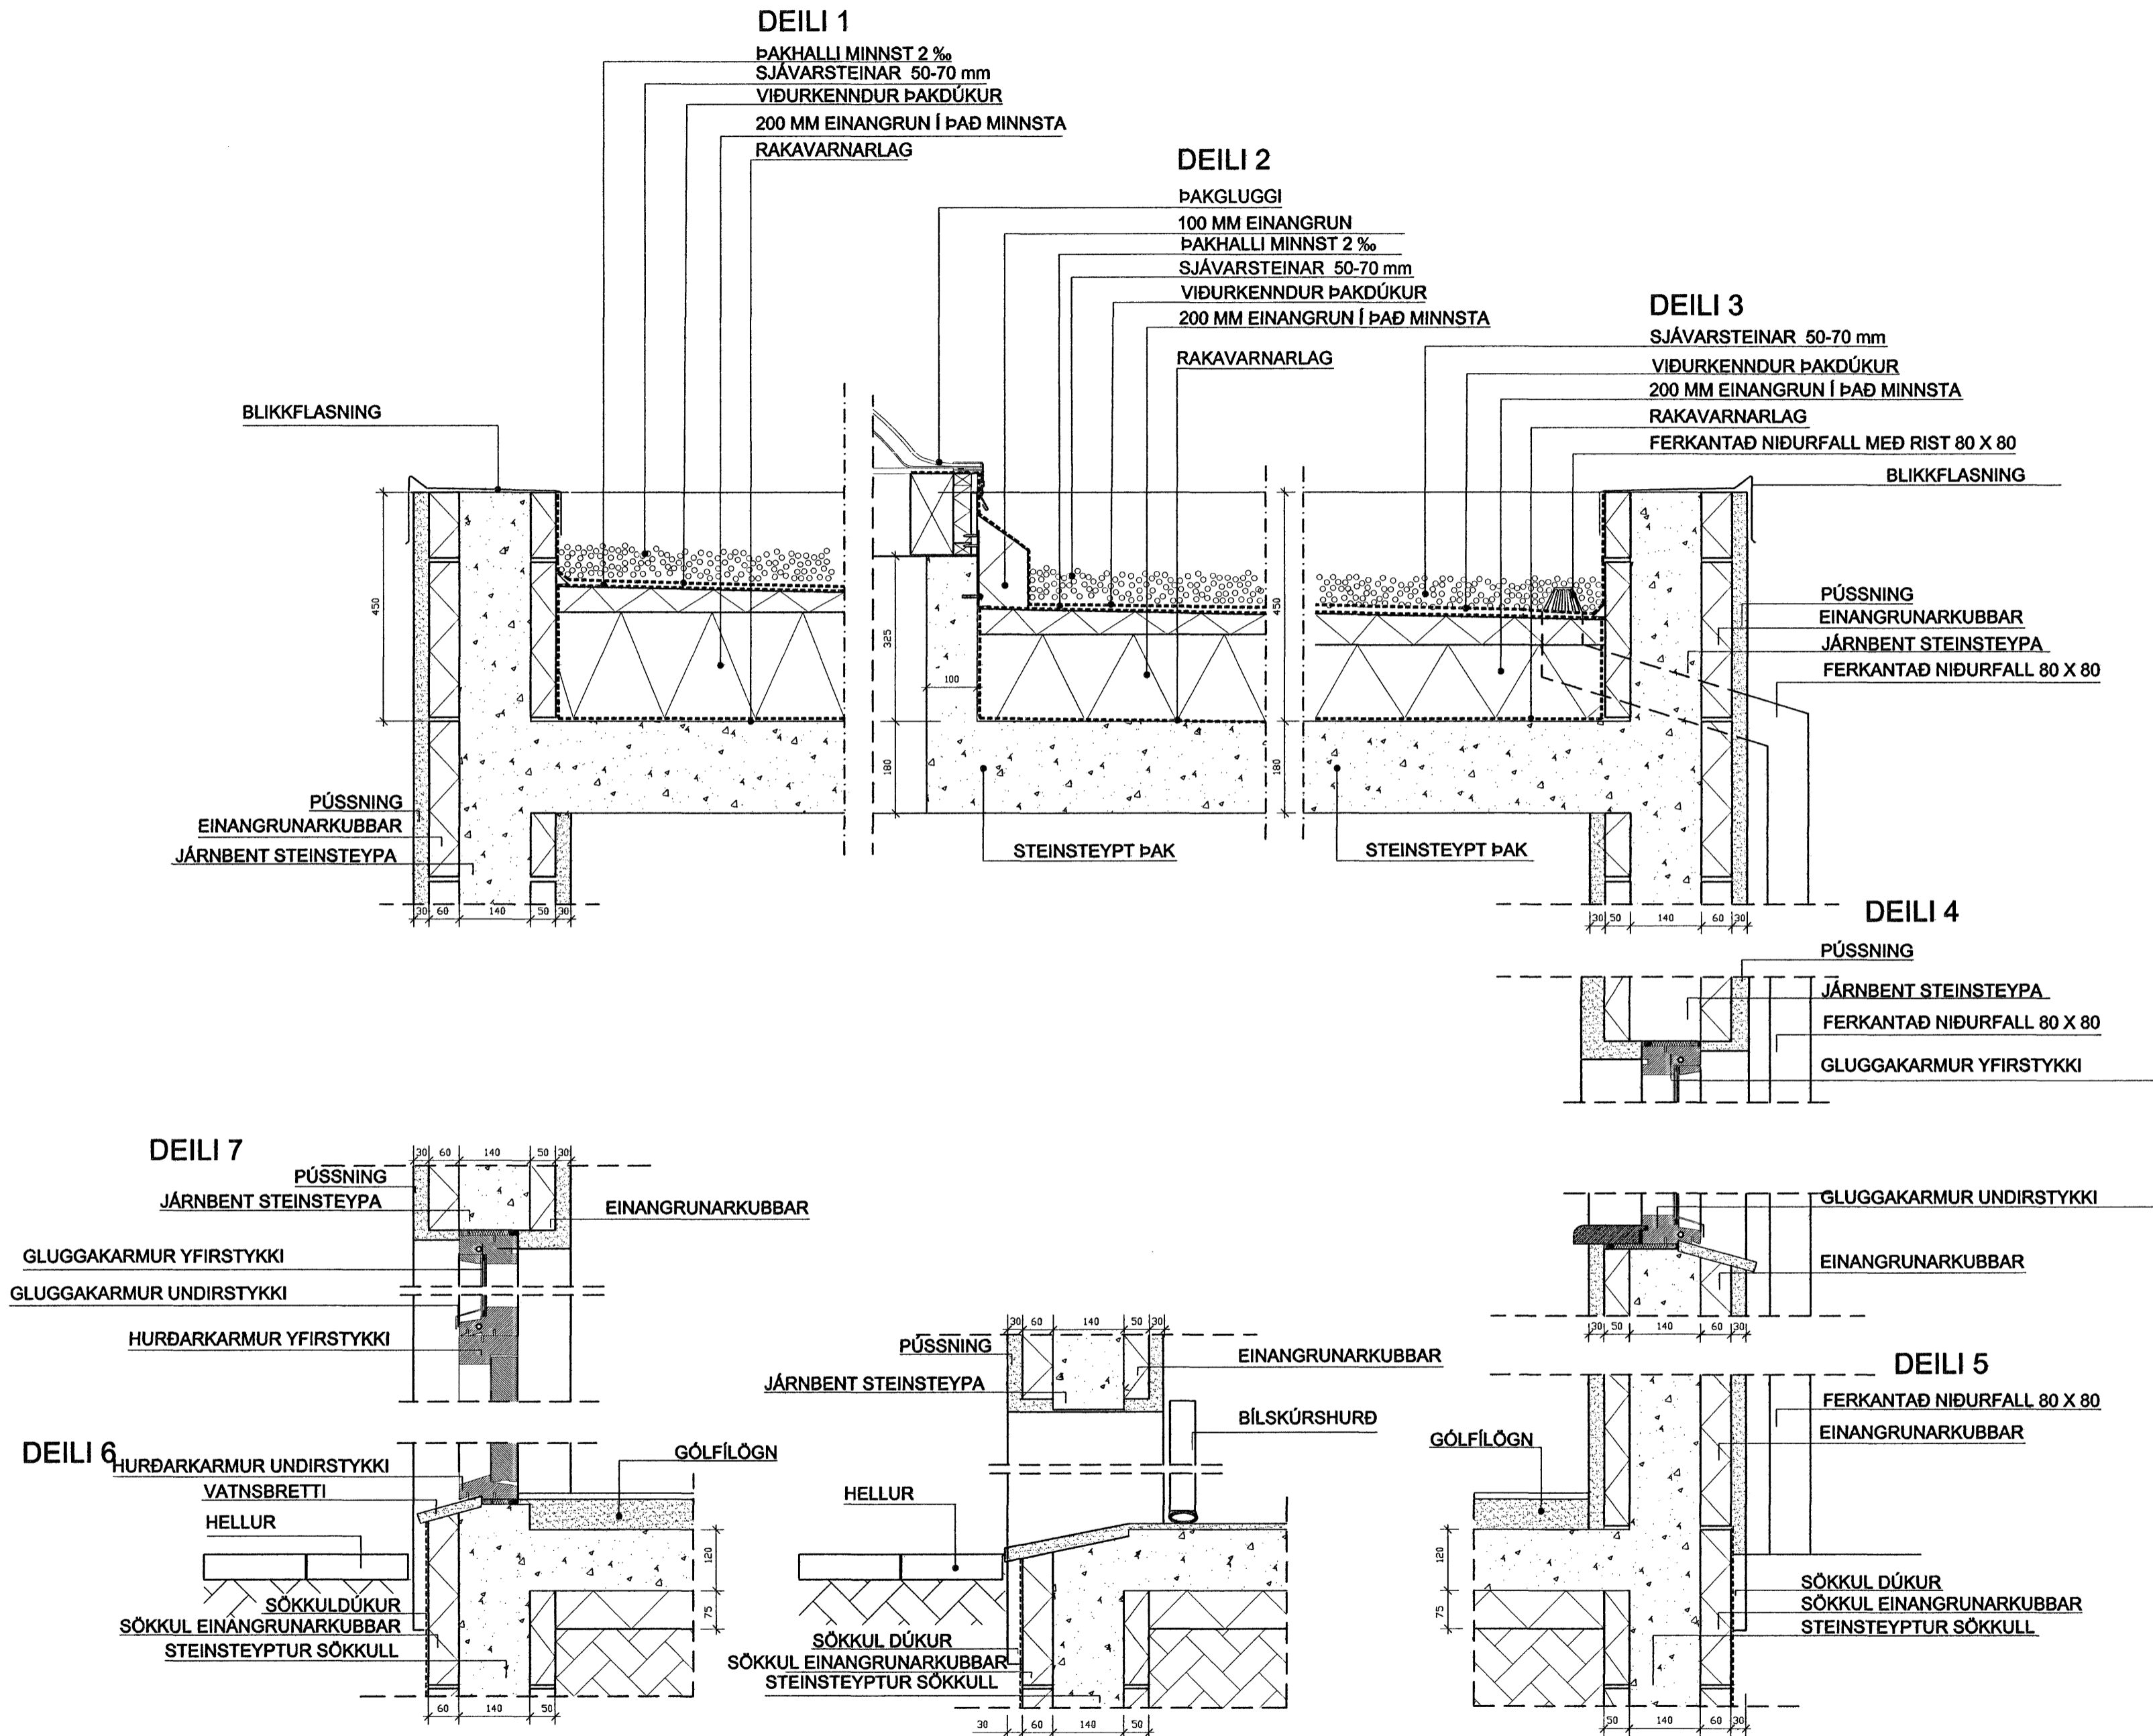 DEILI 1
ÞAKHALLI MINNST 2 ‰
SJÁVARSTEINAR 50-70 mm
VIÐURKENNDUR ÞAKDÚKUR
200 MM EINANGRUN Í ÞAÐ MINNSTA
RAKAVARNARLAG
DEILI 2
ÞAKGLUGGI
100 MM EINANGRUN
ÞAKHALLI MINNST 2 ‰
SJÁVARSTEINAR 50-70 mm
VIÐURKENNDUR ÞAKDÚKUR
200 MM EINANGRUN Í ÞAÐ MINNSTA
RAKAVARNARLAG
DEILI 3
SJÁVARSTEINAR 50-70 mm
VIÐURKENNDUR ÞAKDÚKUR
200 MM EINANGRUN Í ÞAÐ MINNSTA
RAKAVARNARLAG
FERKANTAÐ NIÐURFALL MEÐ RIST 80 X 80
BLIKKFLASNING
BLIKKFLASNING
450
325
100
180
450
180
PÚSSNING
EINANGRUNARKUBBAR
JÁRNBENT STEINSTEYPA
FERKANTAÐ NIÐURFALL 80 X 80
PÚSSNING
EINANGRUNARKUBBAR
JÁRNBENT STEINSTEYPA
STEINSTEYPT ÞAK
STEINSTEYPT ÞAK
30 60 140 50 30
30 50 140 60 30
DEILI 4
PÚSSNING
JÁRNBENT STEINSTEYPA
FERKANTAÐ NIÐURFALL 80 X 80
GLUGGAKARMUR YFIRSTYKKI
GLUGGAKARMUR UNDIRSTYKKI
EINANGRUNARKUBBAR
30 50 140 60 30
DEILI 7
30 60 140 50 30
PÚSSNING
JÁRNBENT STEINSTEYPA
EINANGRUNARKUBBAR
GLUGGAKARMUR YFIRSTYKKI
GLUGGAKARMUR UNDIRSTYKKI
HURÐARKARMUR YFIRSTYKKI
DEILI 6
HURÐARKARMUR UNDIRSTYKKI
VATNSBRETTI
HELLUR
GÓLFÍLÖGN
120
75
SÖKKULDÚKUR
SÖKKUL EINANGRUNARKUBBAR
STEINSTEYPTUR SÖKKULL
60 140 50
30 60 140 50 30
PÚSSNING
JÁRNBENT STEINSTEYPA
EINANGRUNARKUBBAR
BÍLSKÚRSHURÐ
HELLUR
SÖKKUL DÚKUR
SÖKKUL EINANGRUNARKUBBAR
STEINSTEYPTUR SÖKKULL
30 60 140 50
DEILI 5
FERKANTAÐ NIÐURFALL 80 X 80
EINANGRUNARKUBBAR
GÓLFÍLÖGN
120
75
SÖKKUL DÚKUR
SÖKKUL EINANGRUNARKUBBAR
STEINSTEYPTUR SÖKKULL
50 140 60 30